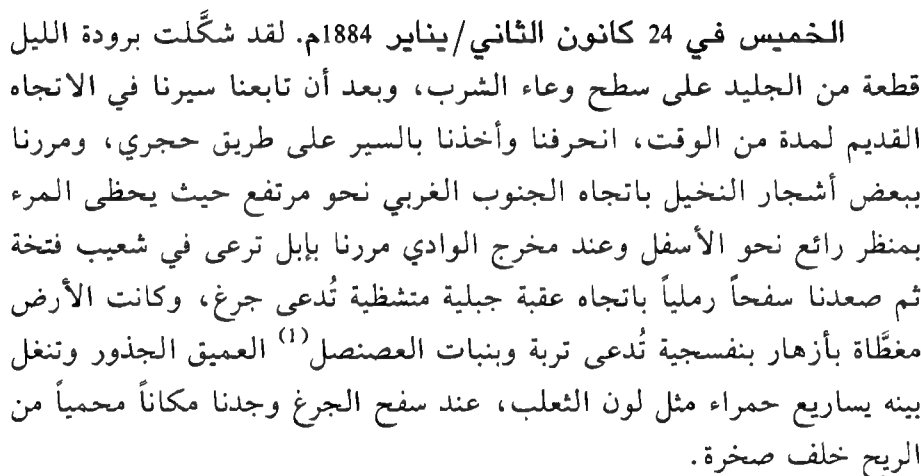 الخميس في 24 كانون الثاني/يناير 1884م. لقد شكَّلت برودة الليل
قطعة من الجليد على سطح وعاء الشرب، وبعد أن تابعنا سيرنا في الاتجاه
القديم لمدة من الوقت، انحرفنا وأخذنا بالسير على طريق حجري، ومررنا
ببعض أشجار النخيل باتجاه الجنوب الغربي نحو مرتفع حيث يحظى المرء
بمنظر رائع نحو الأسفل وعند مخرج الوادي مررنا بإبل ترعى في شعيب فتخة
ثم صعدنا سفحاً رملياً باتجاه عقبة جبلية متشظية تُدعى جرغ، وكانت الأرض
مغطَّاة بأزهار بنفسجية تُدعى تربة وبنبات العصنصل(1) العميق الجذور وتنغل
بينه يساريع حمراء مثل لون الثعلب، عند سفح الجرغ وجدنا مكاناً محمياً من
الريح خلف صخرة.